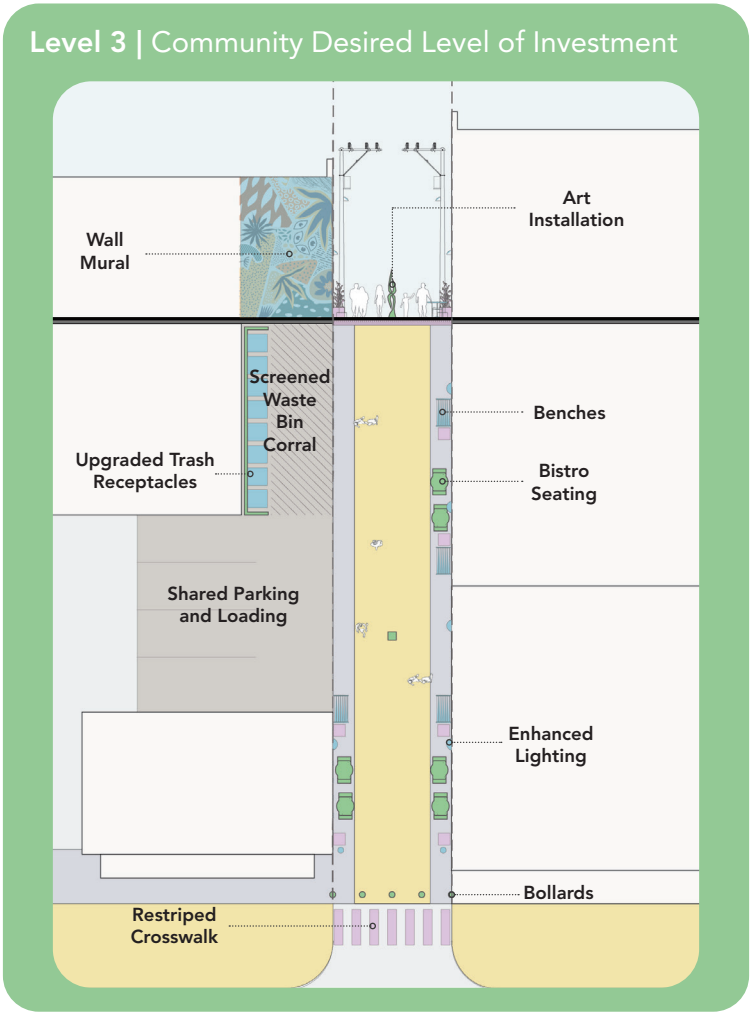 Level 3 | Community Desired Level of Investment
Art
Installation
Wall
Mural
Screened
Waste
Bin
Corral
Benches
Upgraded Trash
Receptacles
Bistro
Seating
Shared Parking
and Loading
Enhanced
Lighting
Bollards
Restriped
Crosswalk